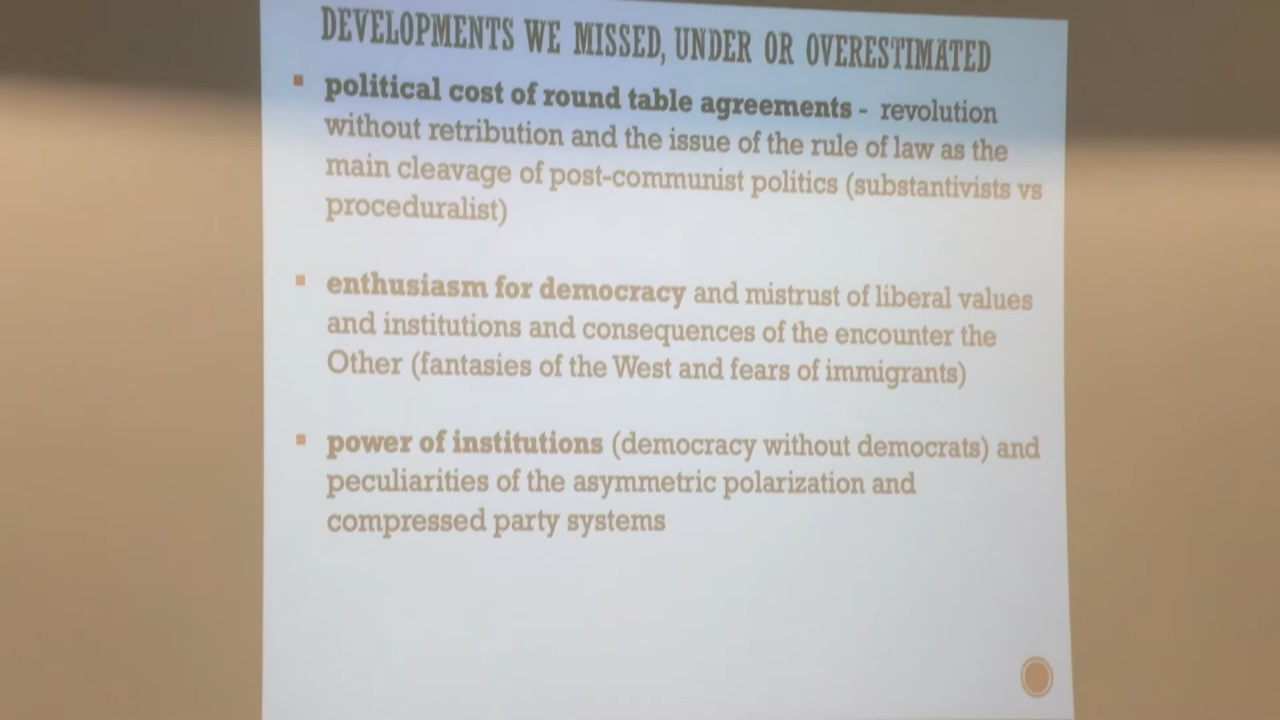 DEVELOPMENTS WE MISSED, UNDER OR OVERESTIMATED
political cost of round table agreements - revolution
without retribution and the issue of the rule of law as the
main cleavage of post-communist politics (substantivists vs
proceduralist)
enthusiasm for democracy and mistrust of liberal values
and institutions and consequences of the encounter the
Other (fantasies of the West and fears of immigrants)
power of institutions (democracy without democrats) and
peculiarities of the asymmetric polarization and
compressed party systems